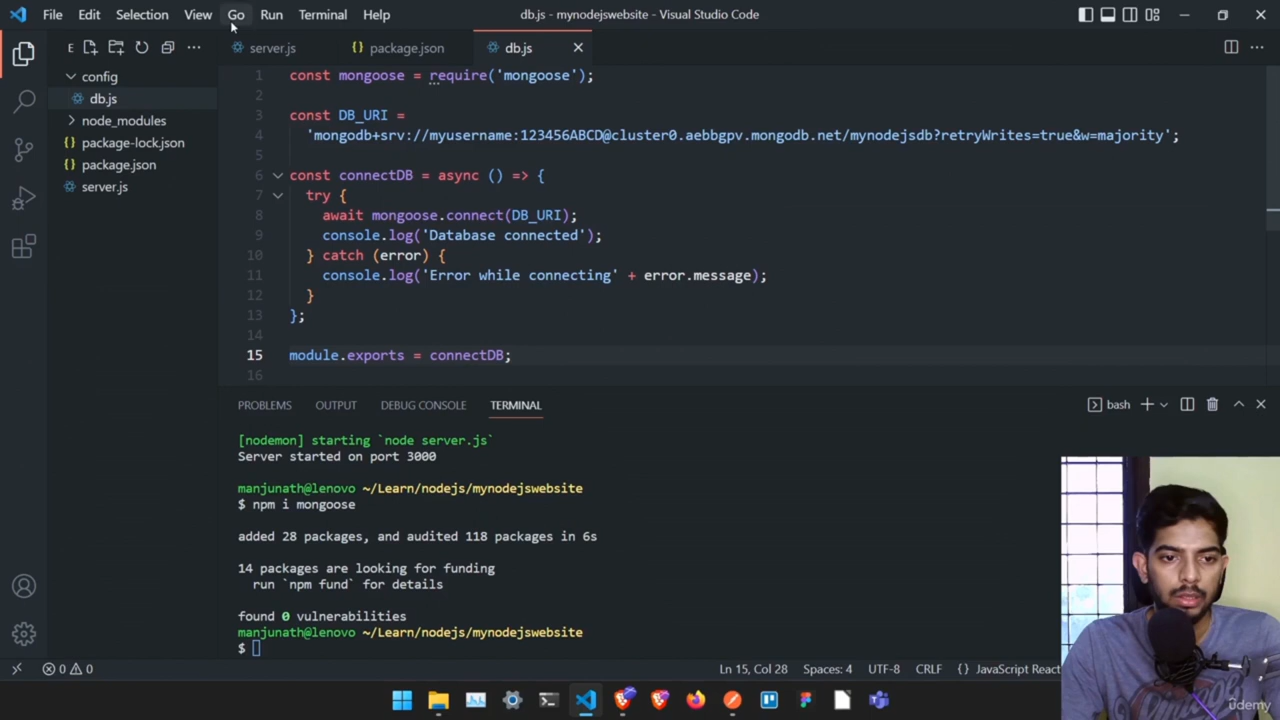 File Edit Selection View Go Run Terminal Help db.js - mynodejswebsite - Visual Studio Code
E server.js {} package.json db.js
config
db.js
node_modules
{} package-lock.json
{} package.json
server.js
1 const mongoose = require('mongoose');
2
3 const DB_URI =
4 'mongodb+srv://myusername:123456ABCD@cluster0.aebbgpv.mongodb.net/mynodejsdb?retryWrites=true&w=majority';
5
6 const connectDB = async () => {
7 try {
8 await mongoose.connect(DB_URI);
9 console.log('Database connected');
10 } catch (error) {
11 console.log('Error while connecting' + error.message);
12 }
13 };
14
15 module.exports = connectDB;
16
PROBLEMS OUTPUT DEBUG CONSOLE TERMINAL bash
[nodemon] starting `node server.js`
Server started on port 3000
manjunath@lenovo ~/Learn/nodejs/mynodejswebsite
$ npm i mongoose
added 28 packages, and audited 118 packages in 6s
14 packages are looking for funding
run `npm fund` for details
found 0 vulnerabilities
manjunath@lenovo ~/Learn/nodejs/mynodejswebsite
$
0 0 Ln 15, Col 28 Spaces: 4 UTF-8 CRLF {} JavaScript React
udemy